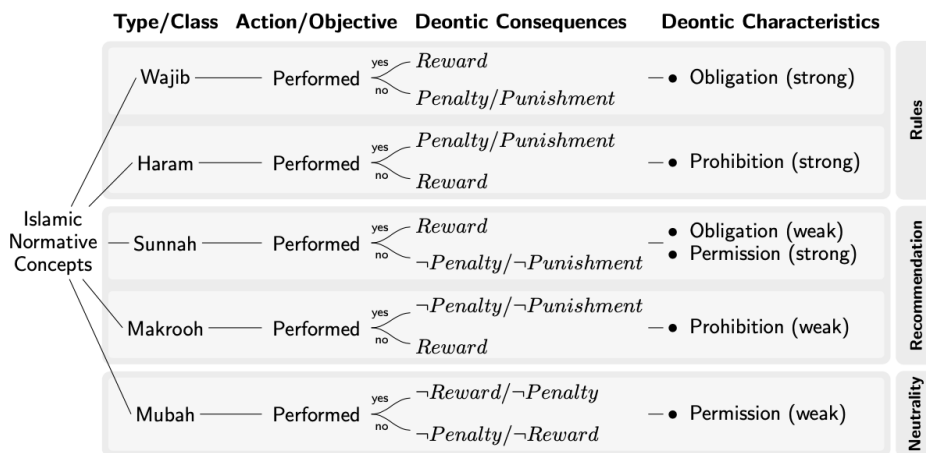 Type/Class Action/Objective Deontic Consequences Deontic Characteristics
Islamic
Normative
Concepts
Wajib Performed
yes Reward
no Penalty/Punishment
• Obligation (strong)
Haram Performed
yes Penalty/Punishment
no Reward
• Prohibition (strong)
Rules
Sunnah Performed
yes Reward
no ¬Penalty/¬Punishment
• Obligation (weak)
• Permission (strong)
Makrooh Performed
yes ¬Penalty/¬Punishment
no Reward
• Prohibition (weak)
Recommendation
Mubah Performed
yes ¬Reward/¬Penalty
no ¬Penalty/¬Reward
• Permission (weak)
Neutrality